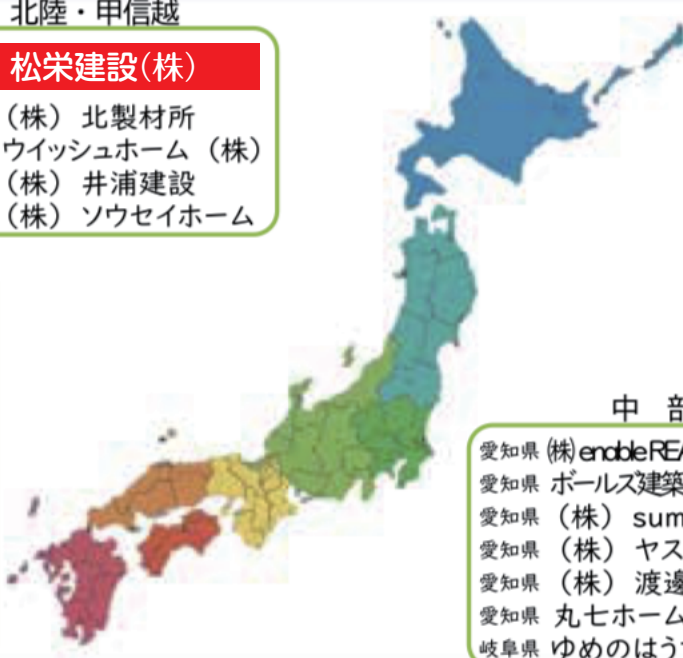 北陸・甲信越
松栄建設(株)
(株) 北製材所
ウイッシュホーム (株)
(株) 井浦建設
(株) ソウセイホーム
中 部
愛知県 (株) enable REA
愛知県 ボールズ建築
愛知県 (株) sum
愛知県 (株) ヤス
愛知県 (株) 渡邊
愛知県 丸七ホーム
岐阜県 ゆめのはう